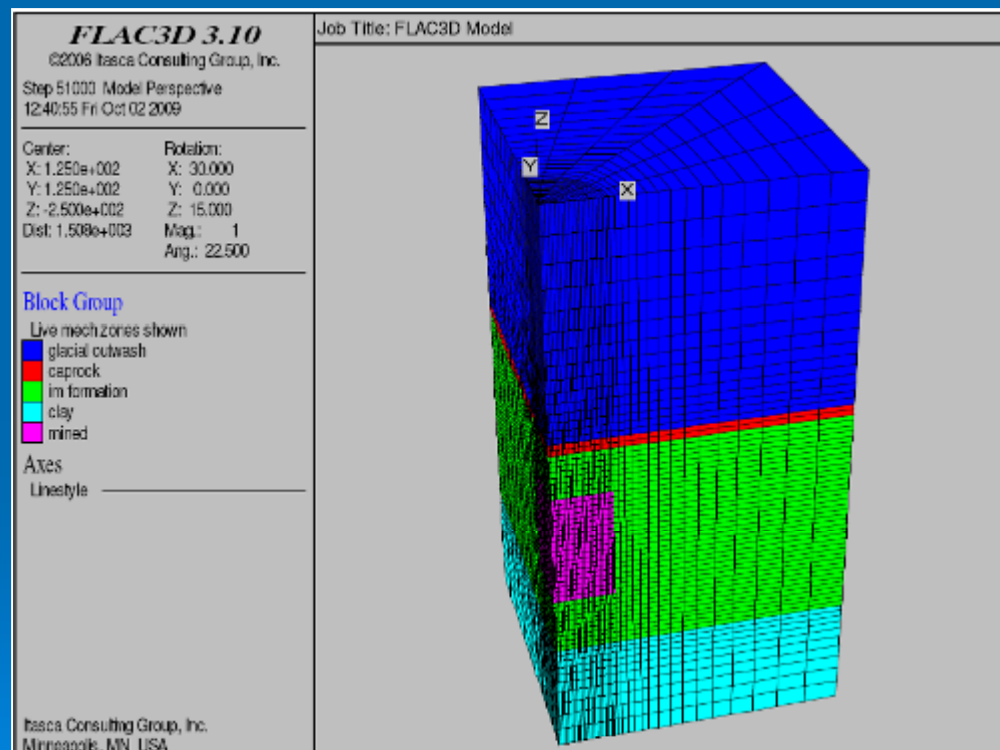 FLAC3D 3.10
©2006 Itasca Consulting Group, Inc.
Step 51000 Model Perspective
12:40:55 Fri Oct 02 2009
Center:
X: 1.250e+002
Y: 1.250e+002
Z: -2.500e+002
Dist: 1.508e+003
Rotation:
X: 30.000
Y: 0.000
Z: 15.000
Mag.: 1
Ang.: 22.500
Block Group
Live mech zones shown
glacial outwash
caprock
im formation
clay
mined
Axes
Linestyle
Itasca Consulting Group, Inc.
Minneapolis, MN USA
Job Title: FLAC3D Model
Z
Y
X